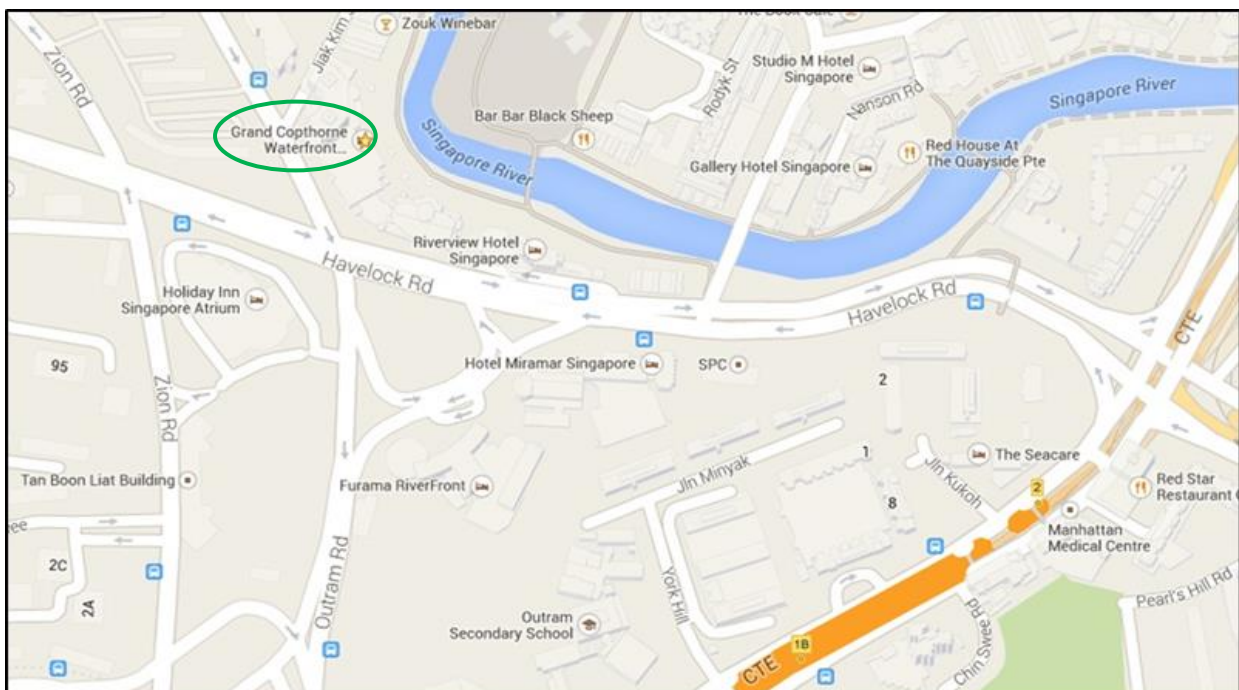 Zouk Winebar
Jiak Kim
Zion Rd
Studio M Hotel
Singapore
Rodyk St
Nanson Rd
Singapore River
Bar Bar Black Sheep
Grand Copthorne
Waterfront...
Singapore River
Red House At
The Quayside Pte
Gallery Hotel Singapore
Riverview Hotel
Singapore
Havelock Rd
Holiday Inn
Singapore Atrium
Havelock Rd
CTE
95
Hotel Miramar Singapore
SPC
2
Zion Rd
1
Jln Kukoh
The Seacare
Tan Boon Liat Building
Furama RiverFront
Jln Minyak
2
Red Star
Restaurant
8
Manhattan
Medical Centre
2C
2A
Outram Rd
York Hill
Pearl's Hill Rd
Outram
Secondary School
1B
CTE
Chin Swee Rd